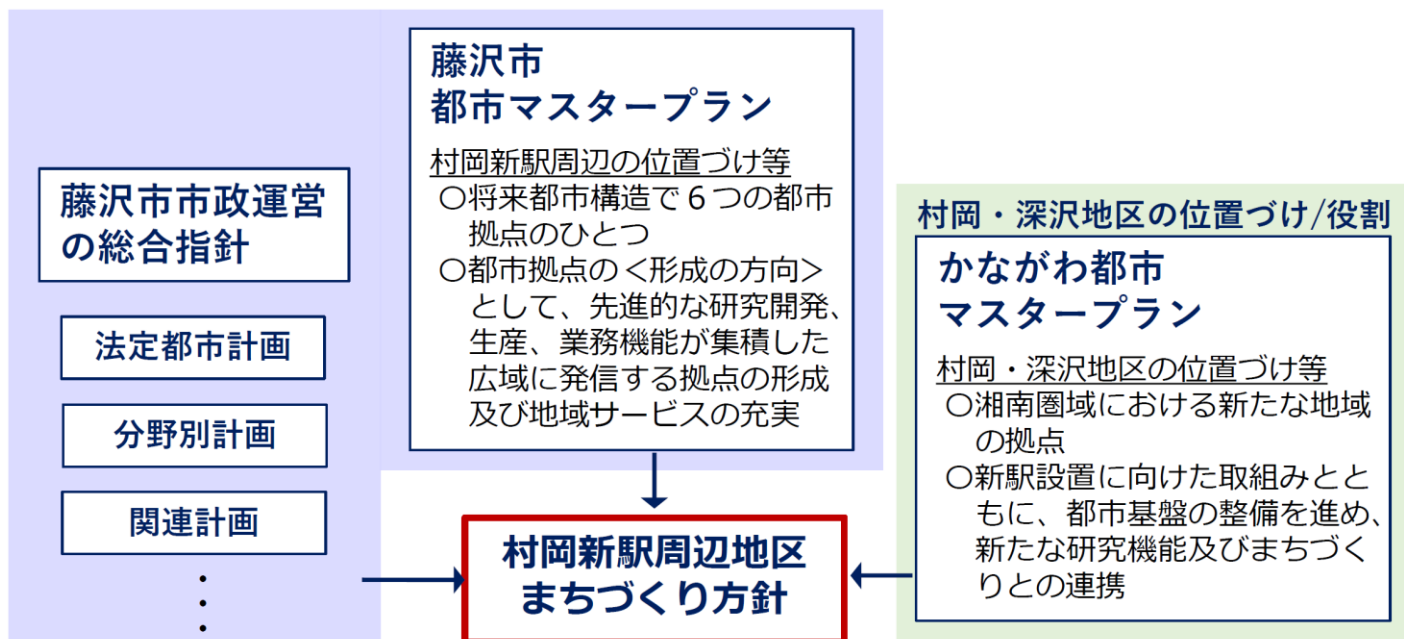 藤沢市市政運営
の総合指針
法定都市計画
分野別計画
関連計画
・
・
・
藤沢市
都市マスタープラン
村岡新駅周辺の位置づけ等
〇将来都市構造で６つの都市
拠点のひとつ
〇都市拠点の＜形成の方向＞
として、先進的な研究開発、
生産、業務機能が集積した
広域に発信する拠点の形成
及び地域サービスの充実
村岡・深沢地区の位置づけ/役割
かながわ都市
マスタープラン
村岡・深沢地区の位置づけ等
〇湘南圏域における新たな地域
の拠点
〇新駅設置に向けた取組みとと
もに、都市基盤の整備を進め、
新たな研究機能及びまちづく
りとの連携
村岡新駅周辺地区
まちづくり方針